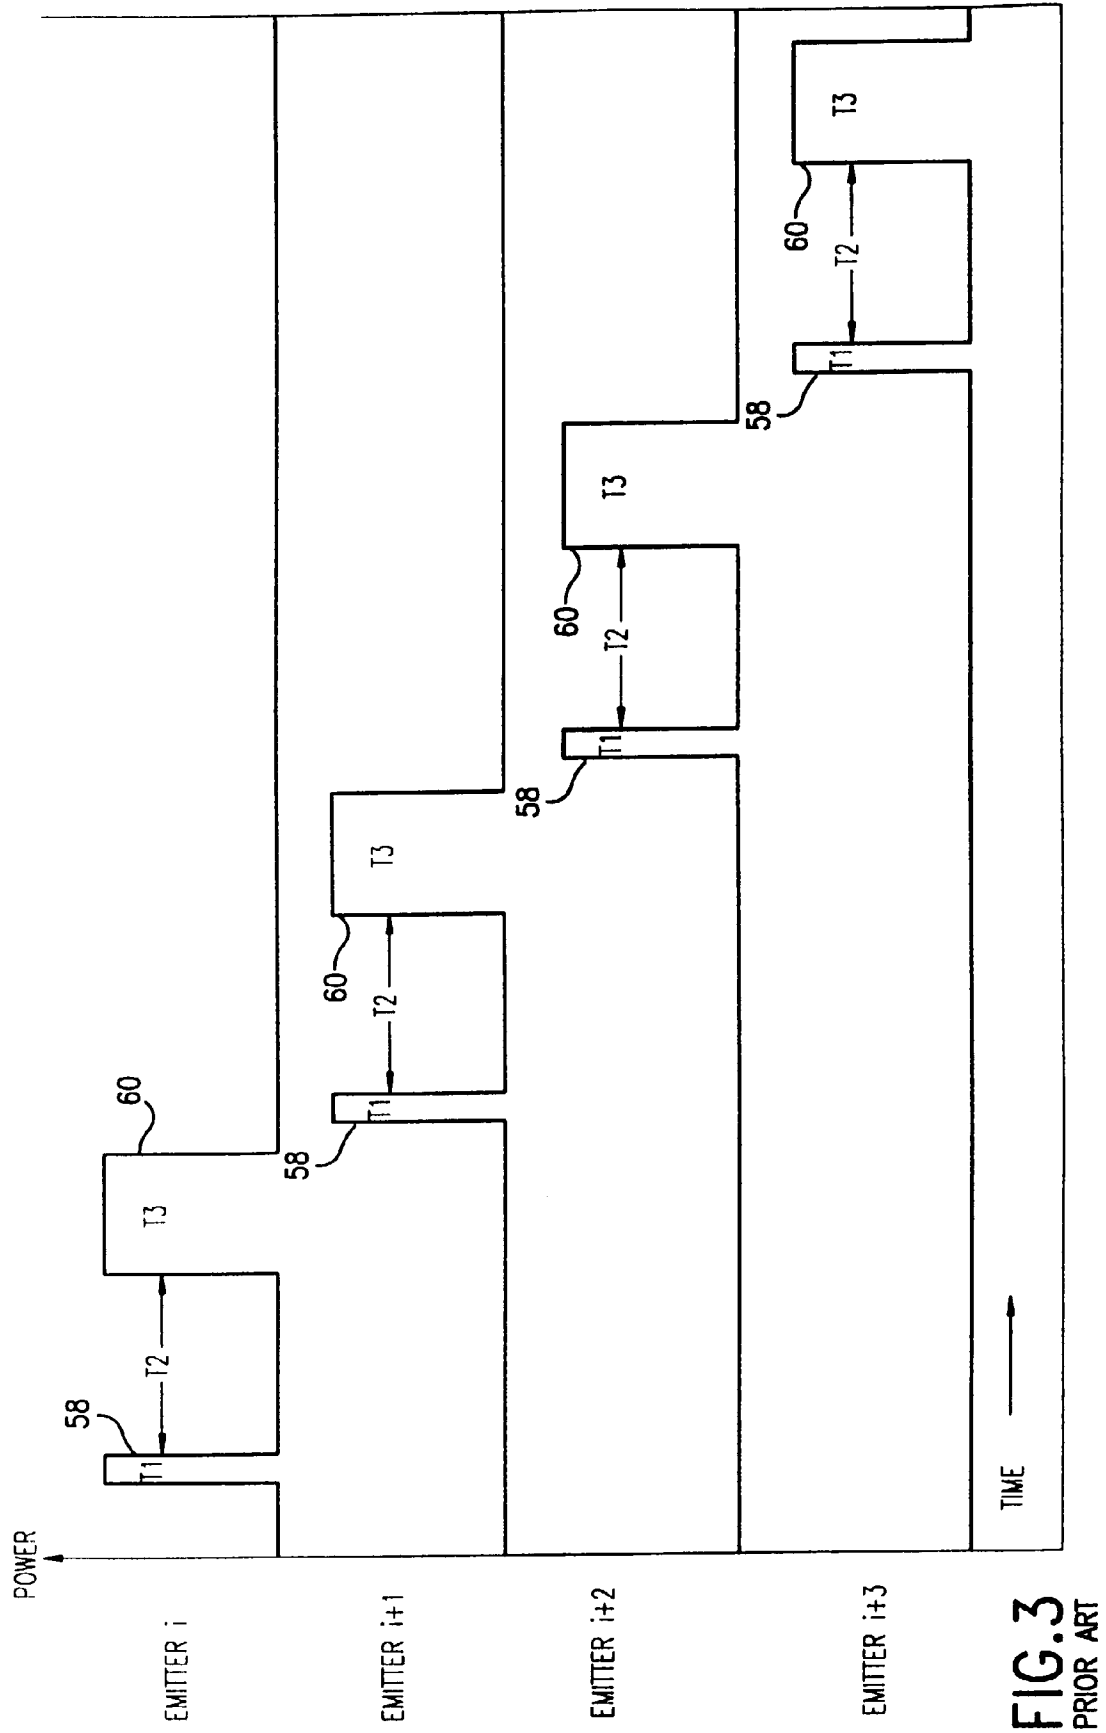 POWER
EMITTER i
58
T1
T2
T3
60
EMITTER i+1
58
T1
T2
60
T3
EMITTER i+2
58
T1
T2
60
T3
EMITTER i+3
58
T1
T2
60
T3
TIME
FIG.3
PRIOR ART